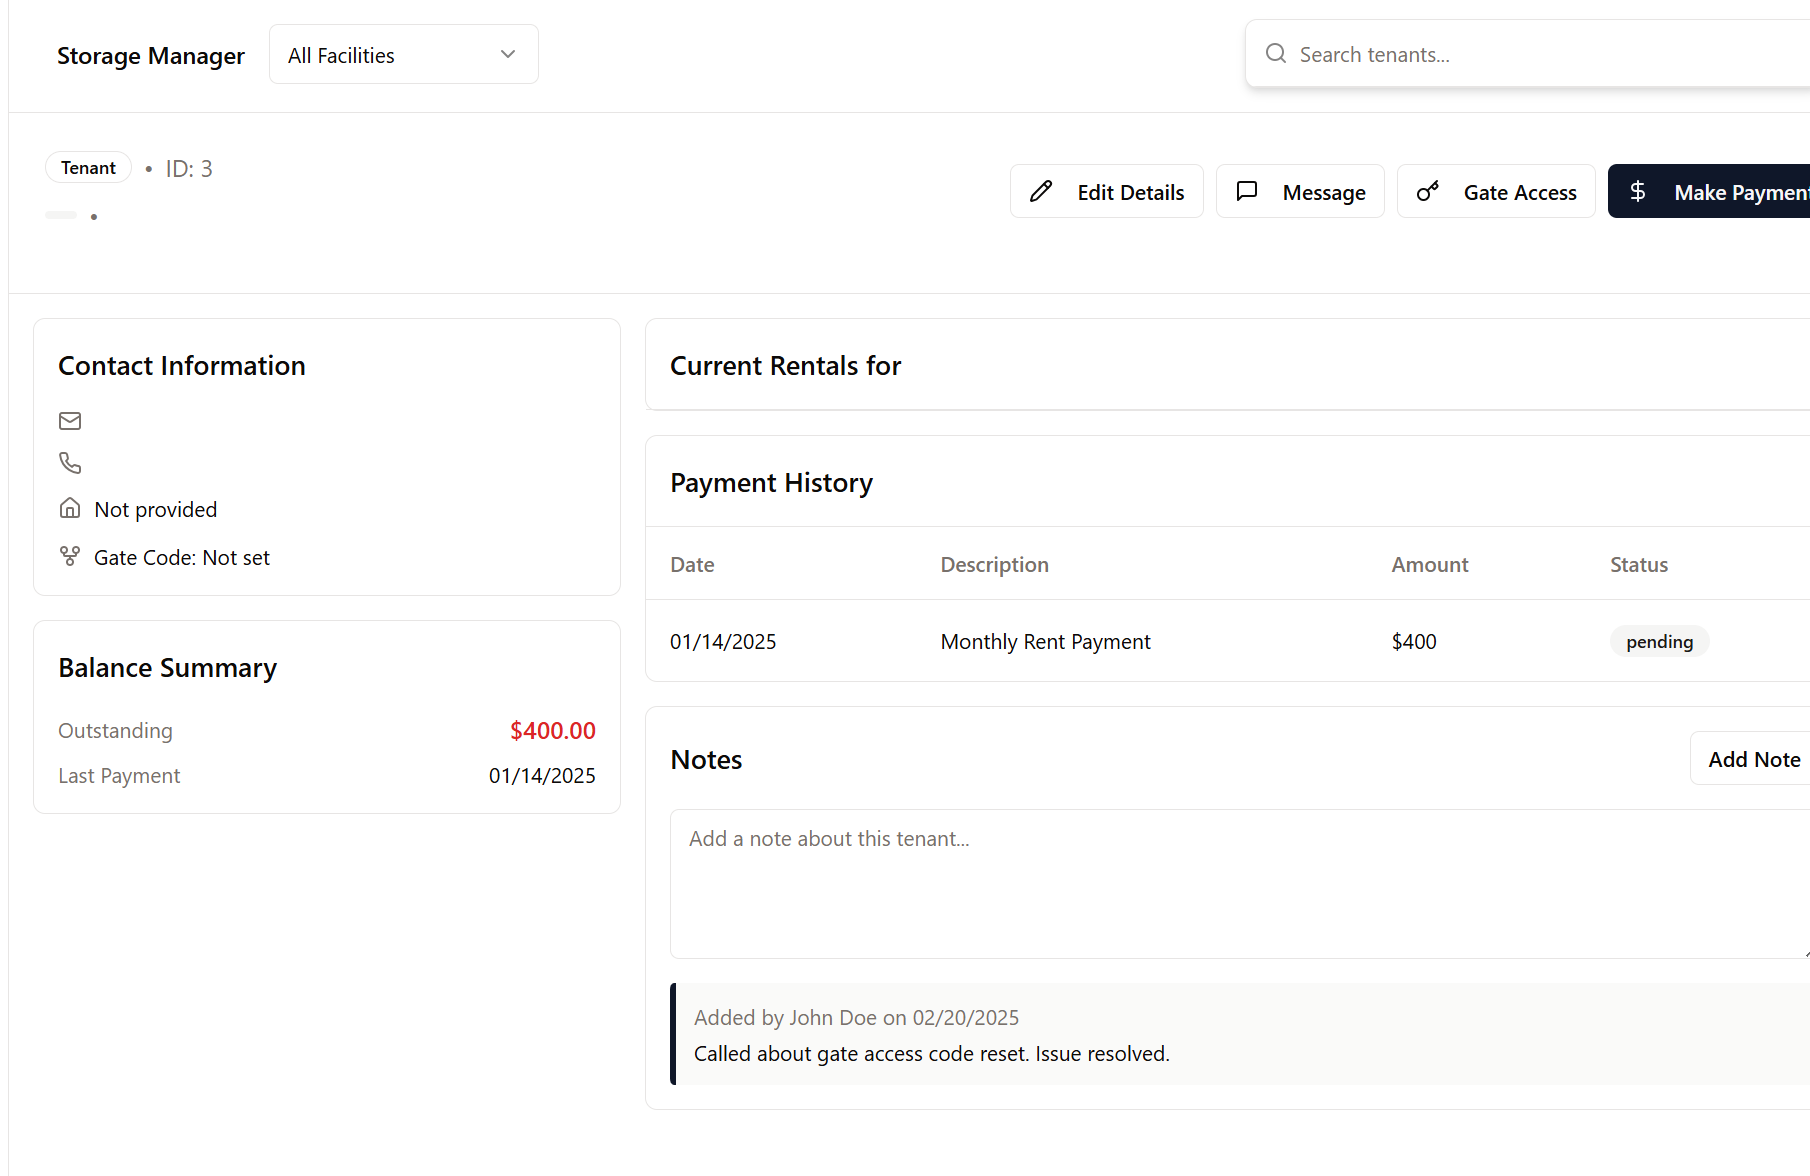 Storage Manager
All Facilities
Search tenants...
Tenant • ID: 3
•
Edit Details
Message
Gate Access
$ Make Payment
Contact Information
Not provided
Gate Code: Not set
Balance Summary
Outstanding $400.00
Last Payment 01/14/2025
Current Rentals for
Payment History
Date Description Amount Status
01/14/2025 Monthly Rent Payment $400 pending
Notes
Add Note
Add a note about this tenant...
Added by John Doe on 02/20/2025
Called about gate access code reset. Issue resolved.